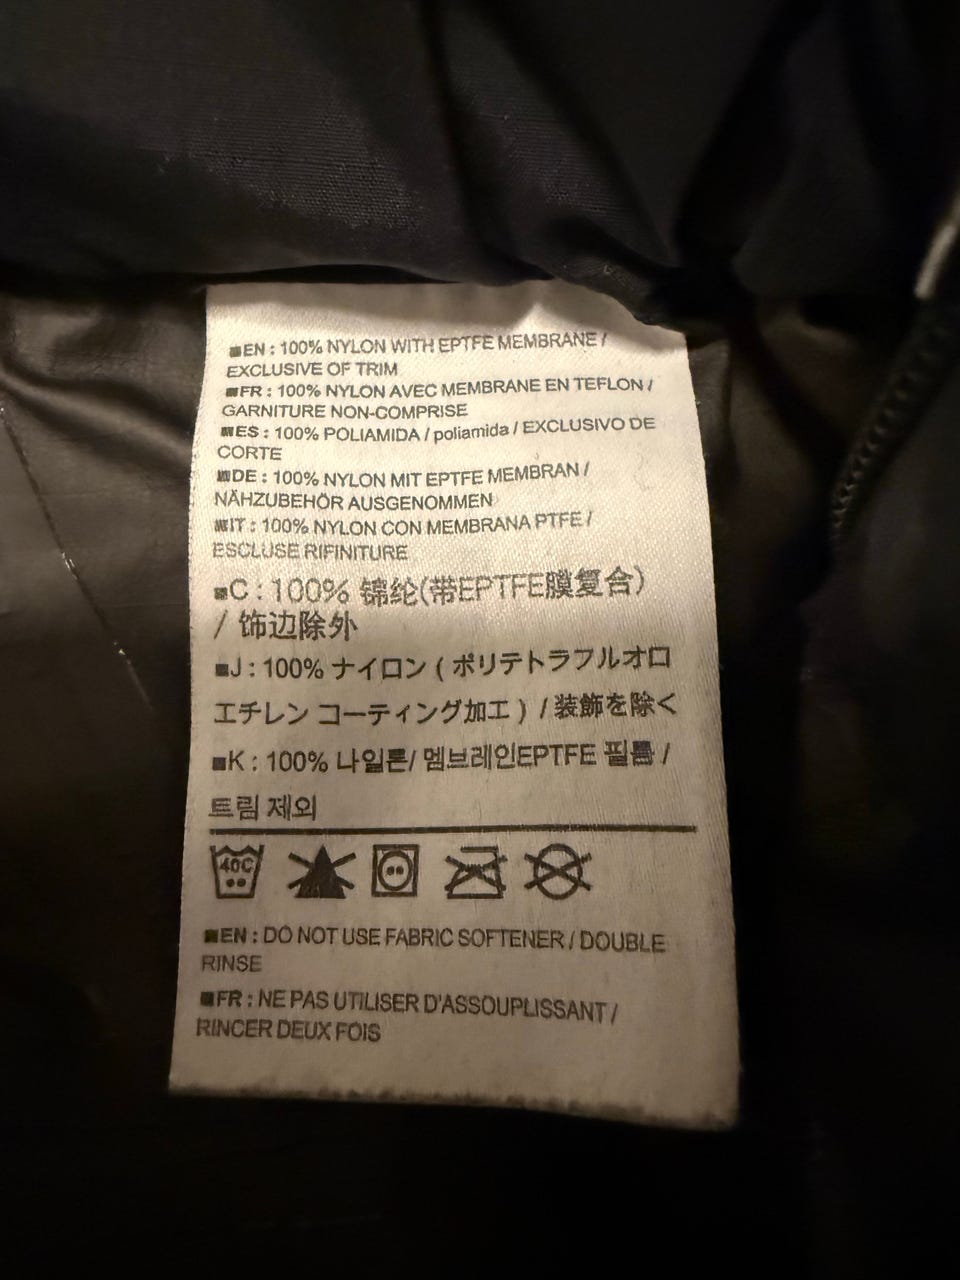 ■EN : 100% NYLON WITH EPTFE MEMBRANE /
EXCLUSIVE OF TRIM
■FR : 100% NYLON AVEC MEMBRANE EN TEFLON /
GARNITURE NON-COMPRISE
■ES : 100% POLIAMIDA / poliamida / EXCLUSIVO DE
CORTE
■DE : 100% NYLON MIT EPTFE MEMBRAN /
NÄHZUBEHÖR AUSGENOMMEN
■IT : 100% NYLON CON MEMBRANA PTFE /
ESCLUSE RIFINITURE
■C : 100% 锦纶(带EPTFE膜复合)
/ 饰边除外
■J : 100% ナイロン ( ポリテトラフルオロ
エチレン コーティング加工 ) / 装飾を除く
■K : 100% 나일론/ 멤브레인EPTFE 필름 /
트림 제외
40C
■EN : DO NOT USE FABRIC SOFTENER / DOUBLE
RINSE
■FR : NE PAS UTILISER D'ASSOUPLISSANT /
RINCER DEUX FOIS